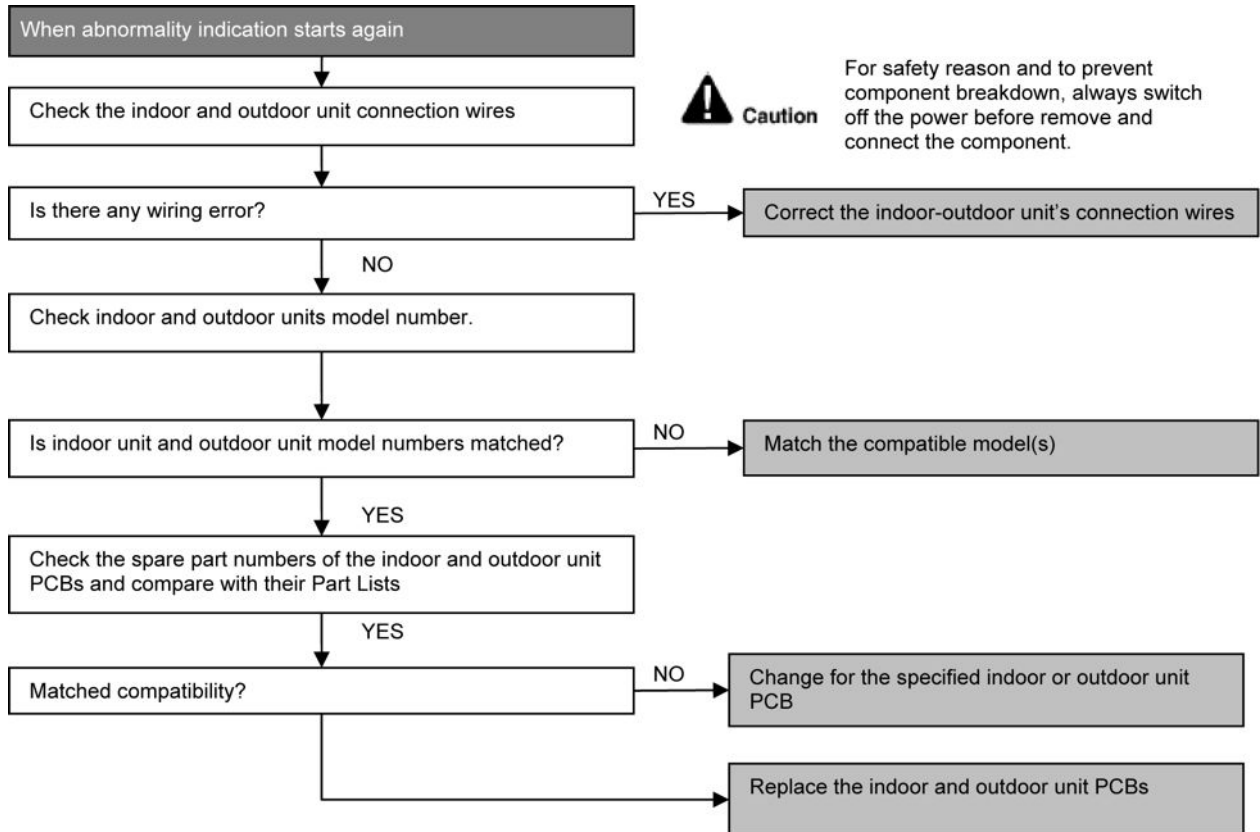 When abnormality indication starts again
Check the indoor and outdoor unit connection wires
Caution
For safety reason and to prevent
component breakdown, always switch
off the power before remove and
connect the component.
Is there any wiring error?
YES
Correct the indoor-outdoor unit's connection wires
NO
Check indoor and outdoor units model number.
Is indoor unit and outdoor unit model numbers matched?
NO
Match the compatible model(s)
YES
Check the spare part numbers of the indoor and outdoor unit
PCBs and compare with their Part Lists
YES
Matched compatibility?
NO
Change for the specified indoor or outdoor unit
PCB
Replace the indoor and outdoor unit PCBs